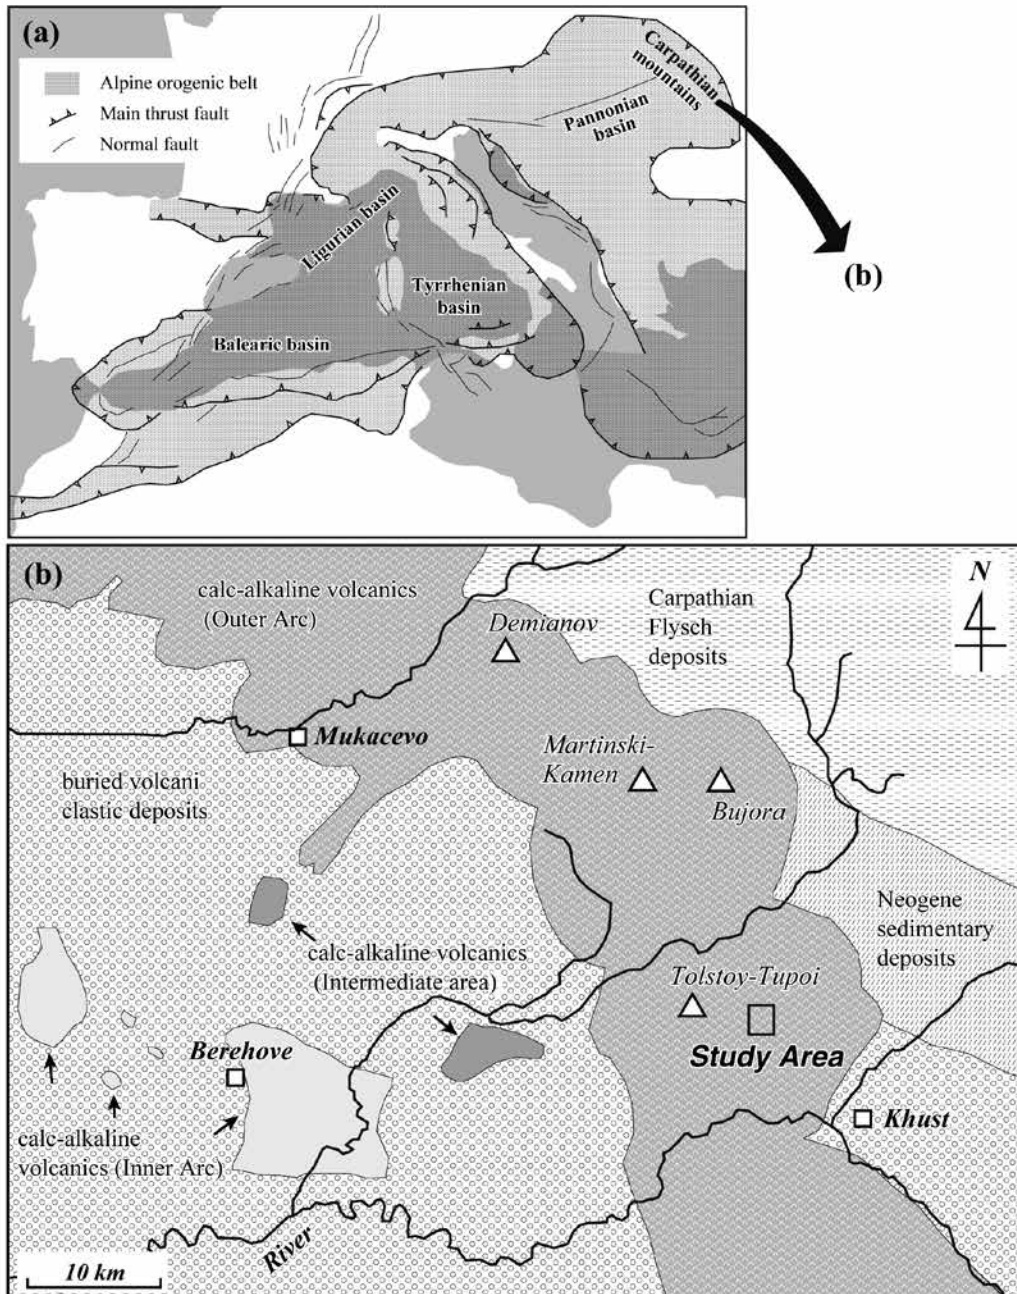 (a)
Alpine orogenic belt
Main thrust fault
Normal fault
Carpathian
mountains
Pannonian
basin
(b)
Ligurian basin
Tyrrhenian
basin
Balearic basin
(b)
calc-alkaline volcanics
(Outer Arc)
Demianov
Carpathian
Flysch
deposits
N
Mukacevo
Martinski-
Kamen
Bujora
buried volcani
clastic deposits
Neogene
sedimentary
deposits
calc-alkaline volcanics
(Intermediate area)
Tolstoy-Tupoi
Study Area
Berehove
Khust
calc-alkaline
volcanics (Inner Arc)
River
10 km